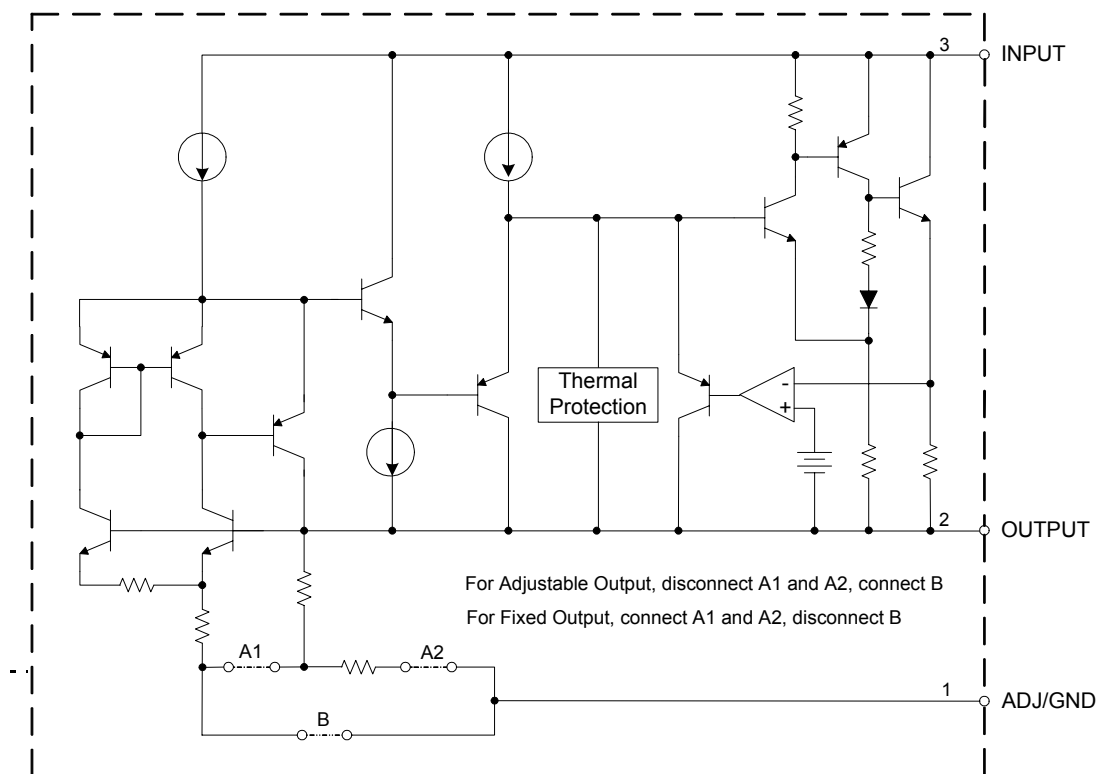 3
INPUT
Thermal
Protection
-
+
2
OUTPUT
For Adjustable Output, disconnect A1 and A2, connect B
For Fixed Output, connect A1 and A2, disconnect B
A1
A2
1
ADJ/GND
B